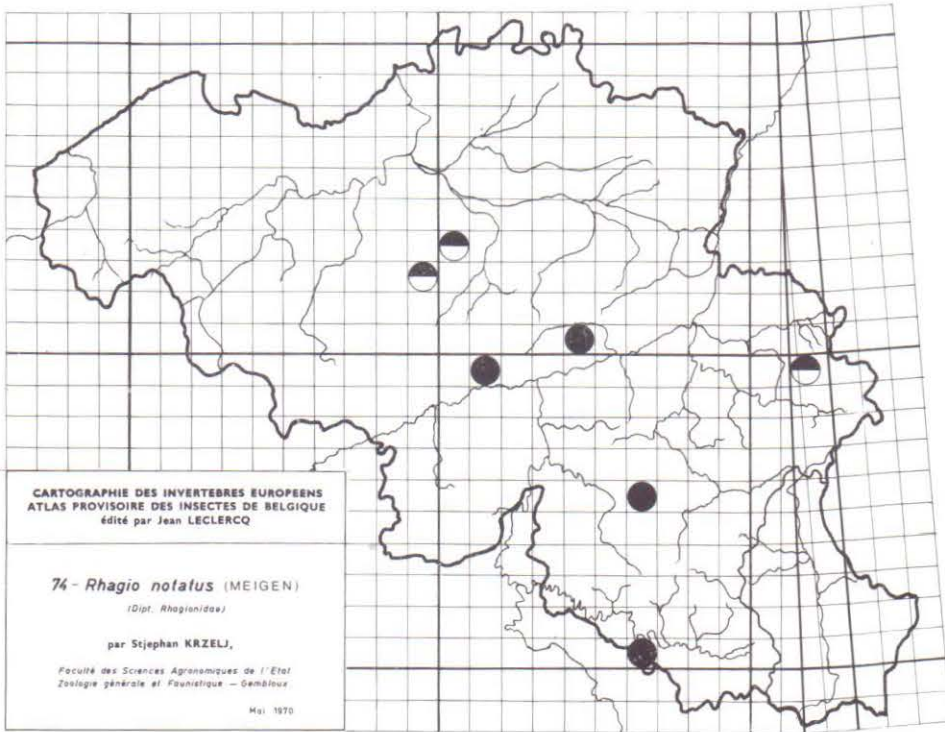 CARTOGRAPHIE DES INVERTEBRES EUROPEENS
ATLAS PROVISOIRE DES INSECTES DE BELGIQUE
édité par Jean LECLERCQ
74 - Rhagio notatus (MEIGEN)
(Dipt. Rhagionidae)
par Stjephan KRZELJ,
Faculté des Sciences Agronomiques de l'Etat
Zoologie générale et Faunistique — Gembloux.
Mai 1970